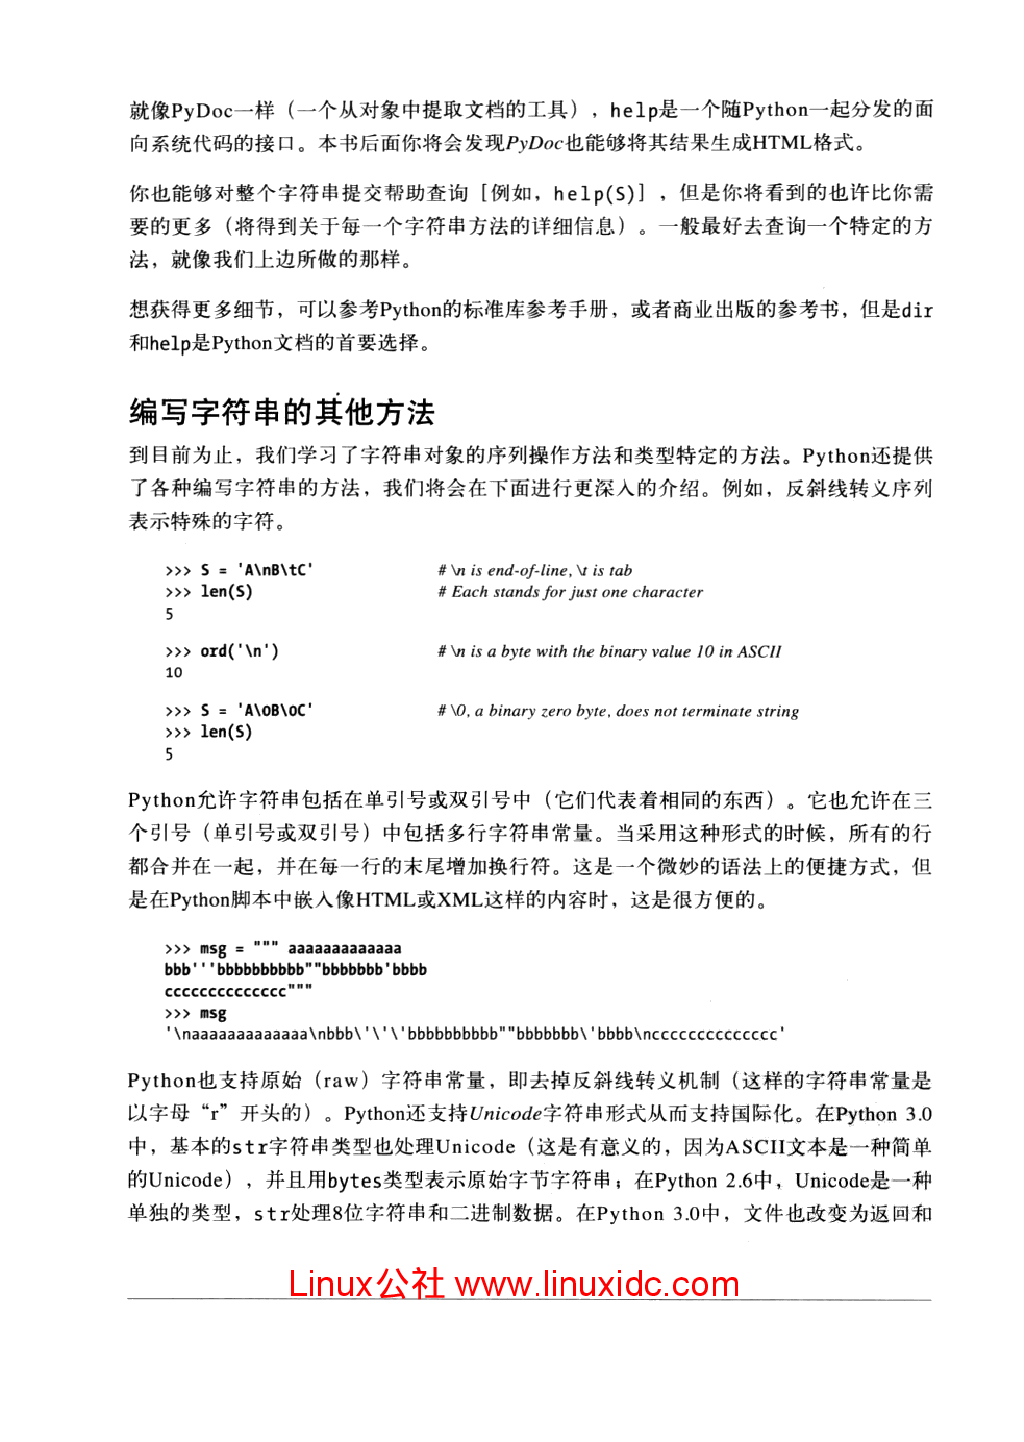 就像PyDoc一样（一个从对象中提取文档的工具），help是一个随Python一起分发的面
向系统代码的接口。本书后面你将会发现PyDoc也能够将其结果生成HTML格式。
你也能够对整个字符串提交帮助查询［例如，help(S)］，但是你将看到的也许比你需
要的更多（将得到关于每一个字符串方法的详细信息）。一般最好去查询一个特定的方
法，就像我们上边所做的那样。
想获得更多细节，可以参考Python的标准库参考手册，或者商业出版的参考书，但是dir
和help是Python文档的首要选择。
编写字符串的其他方法
到目前为止，我们学习了字符串对象的序列操作方法和类型特定的方法。Python还提供
了各种编写字符串的方法，我们将会在下面进行更深入的介绍。例如，反斜线转义序列
表示特殊的字符。
>>> S = 'A\nB\tC' # \n is end-of-line, \t is tab
>>> len(S) # Each stands for just one character
5
>>> ord('\n') # \n is a byte with the binary value 10 in ASCII
10
>>> S = 'A\oB\oC' # \0, a binary zero byte, does not terminate string
>>> len(S)
5
Python允许字符串包括在单引号或双引号中（它们代表着相同的东西）。它也允许在三
个引号（单引号或双引号）中包括多行字符串常量。当采用这种形式的时候，所有的行
都合并在一起，并在每一行的末尾增加换行符。这是一个微妙的语法上的便捷方式，但
是在Python脚本中嵌入像HTML或XML这样的内容时，这是很方便的。
>>> msg = """ aaaaaaaaaaaaa
bbb'''bbbbbbbbbb""bbbbbbb'bbbb
cccccccccccccc"""
>>> msg
'\naaaaaaaaaaaaa\nbbb\'\'\'bbbbbbbbbb""bbbbbbb\'bbbb\ncccccccccccccc'
Python也支持原始（raw）字符串常量，即去掉反斜线转义机制（这样的字符串常量是
以字母“r”开头的）。Python还支持Unicode字符串形式从而支持国际化。在Python 3.0
中，基本的str字符串类型也处理Unicode（这是有意义的，因为ASCII文本是一种简单
的Unicode），并且用bytes类型表示原始字节字符串；在Python 2.6中，Unicode是一种
单独的类型，str处理8位字符串和二进制数据。在Python 3.0中，文件也改变为返回和
Linux公社 www.linuxidc.com